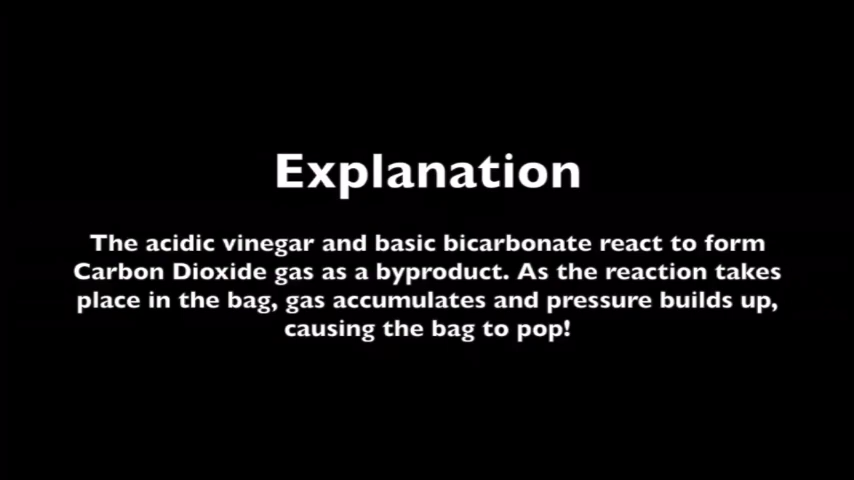 Explanation
The acidic vinegar and basic bicarbonate react to form
Carbon Dioxide gas as a byproduct. As the reaction takes
place in the bag, gas accumulates and pressure builds up,
causing the bag to pop!